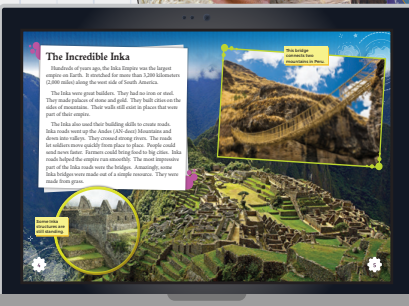 The Incredible Inka
Hundreds of years ago, the Inka Empire was the largest
empire on Earth. It stretched for more than 3,200 kilometers
(2,000 miles) along the west side of South America.
The Inka were great builders. They had no iron or steel.
They made palaces of stone and gold. They built cities on the
sides of mountains. Their walls still exist in places that were
part of their empire.
The Inka also used their building skills to create roads.
Inka roads went up the Andes (AN-deez) Mountains and
down into valleys. They crossed strong rivers. The roads
let soldiers move quickly from place to place. People could
send news faster. Farmers could bring food to big cities. Inka
roads helped the empire run smoothly. The most impressive
part of the Inka roads were the bridges. Amazingly, some
Inka bridges were made out of a simple resource. They were
made from grass.
This bridge
connects two
mountains in Peru.
Some Inka
structures are
still standing.
4
5